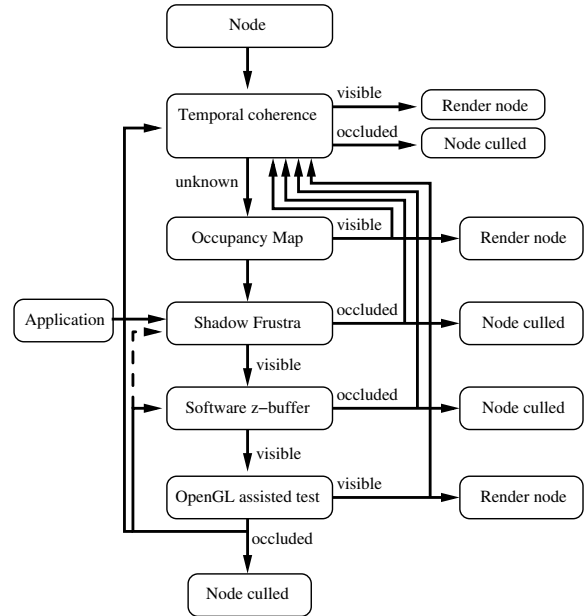 Node
Temporal coherence
visible
Render node
occluded
Node culled
unknown
Occupancy Map
visible
Render node
Application
Shadow Frustra
occluded
Node culled
visible
Software z-buffer
occluded
Node culled
visible
OpenGL assisted test
visible
Render node
occluded
Node culled